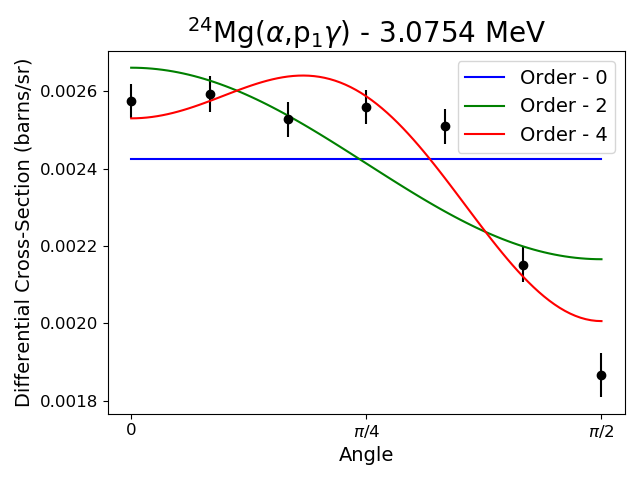 ²⁴Mg(α,p₁γ) - 3.0754 MeV
Order - 0
Order - 2
Order - 4
Differential Cross-Section (barns/sr)
0.0026
0.0024
0.0022
0.0020
0.0018
0
π/4
π/2
Angle